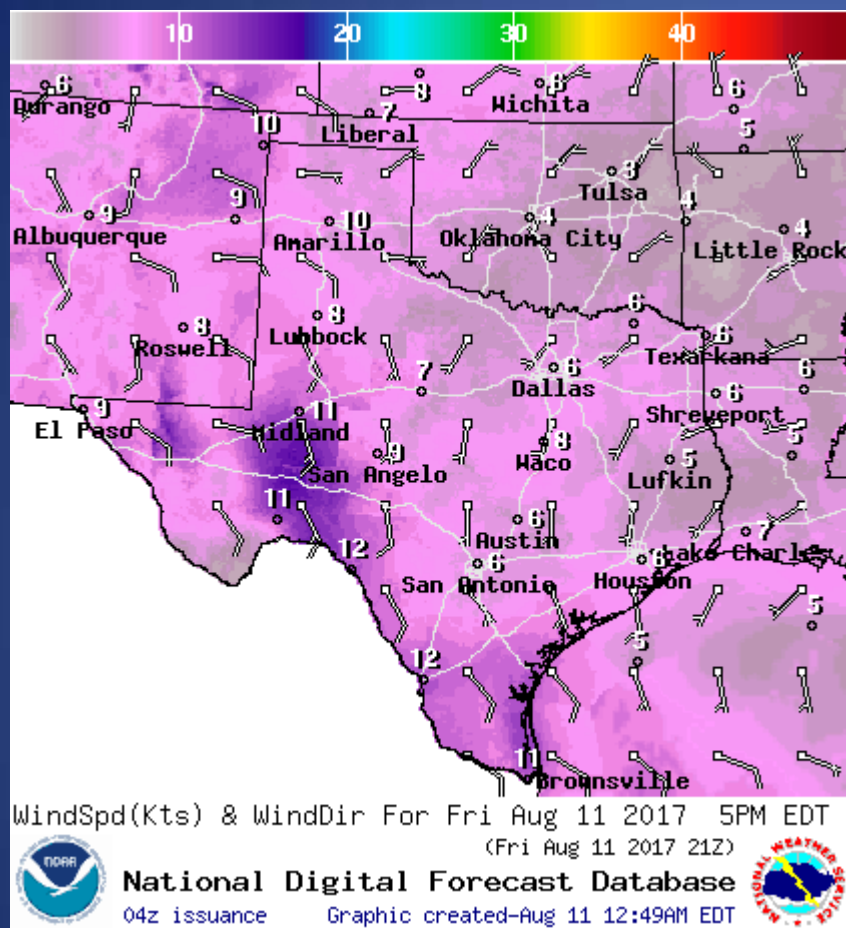 10 20 30 40
6 8 6 6
Durango Wichita
7
Liberal
5
10
3
Tulsa
9 9 10 4 4 4
Albuquerque Amarillo Oklahoma City Little Rock
8 8 6
Roswell Lubbock
6
Texarkana
6
Dallas
7 6
9 11 Shreveport
El Paso Midland
8
9 Waco 5
San Angelo 5
Lufkin
11 6 7
Austin Lake Charles
12 6 6
San Antonio Houston
5
5
12
11
Brownsville
WindSpd(Kts) & WindDir For Fri Aug 11 2017 5PM EDT
(Fri Aug 11 2017 21Z)
NOAA
National Digital Forecast Database
04z issuance Graphic created-Aug 11 12:49AM EDT
NATIONAL WEATHER SERVICE